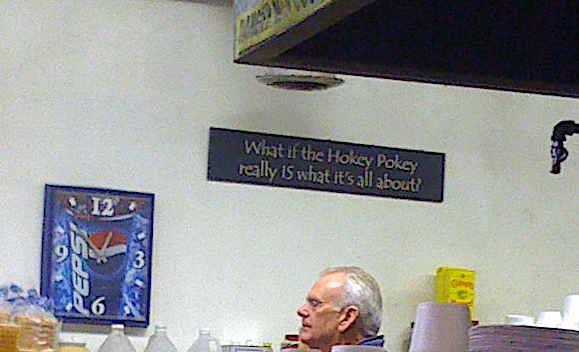 What if the Hokey Pokey
really IS what it's all about?
12
9
3
6
PEPSI